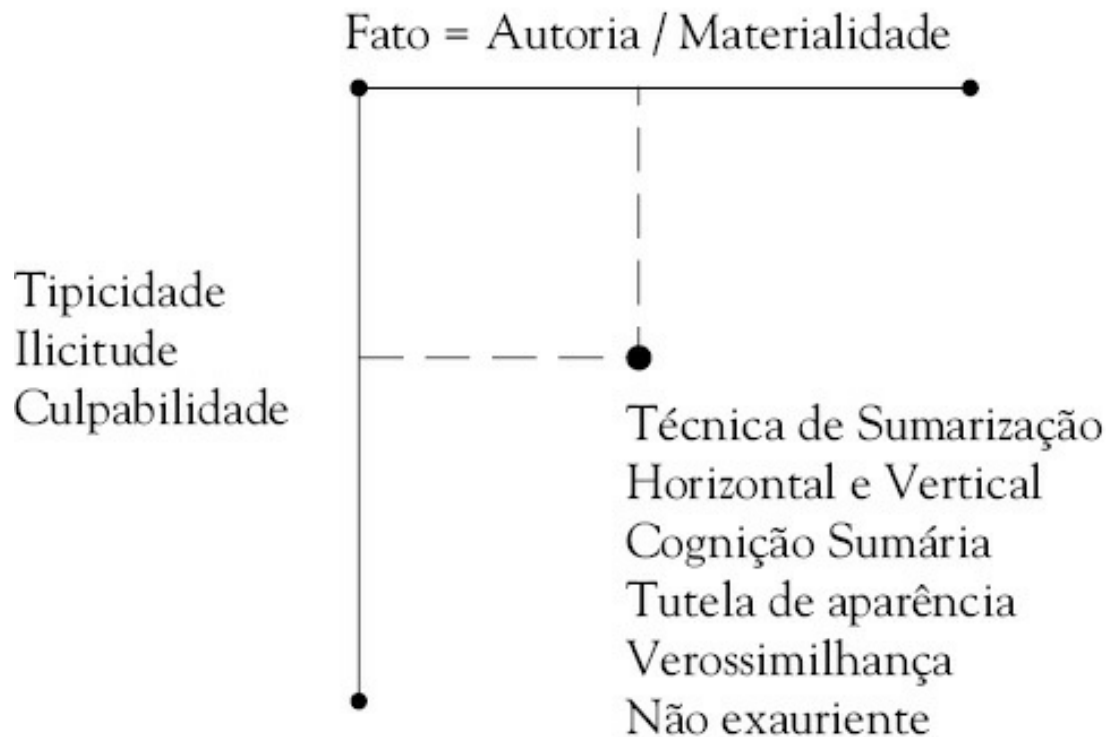 Fato = Autoria / Materialidade
Tipicidade
Ilicitude
Culpabilidade
Técnica de Sumarização
Horizontal e Vertical
Cognição Sumária
Tutela de aparência
Verossimilhança
Não exauriente